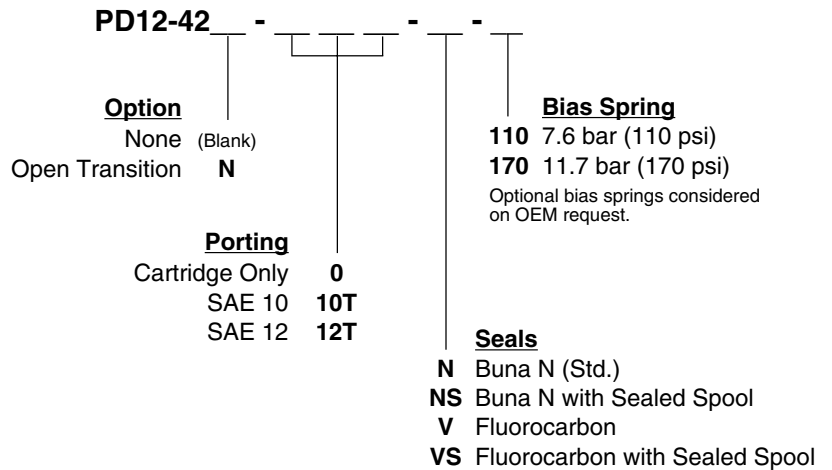 PD12-42__ - __ __ __ - __ - __
Option
None (Blank)
Open Transition N
Porting
Cartridge Only 0
SAE 10 10T
SAE 12 12T
Bias Spring
110 7.6 bar (110 psi)
170 11.7 bar (170 psi)
Optional bias springs considered
on OEM request.
Seals
N Buna N (Std.)
NS Buna N with Sealed Spool
V Fluorocarbon
VS Fluorocarbon with Sealed Spool